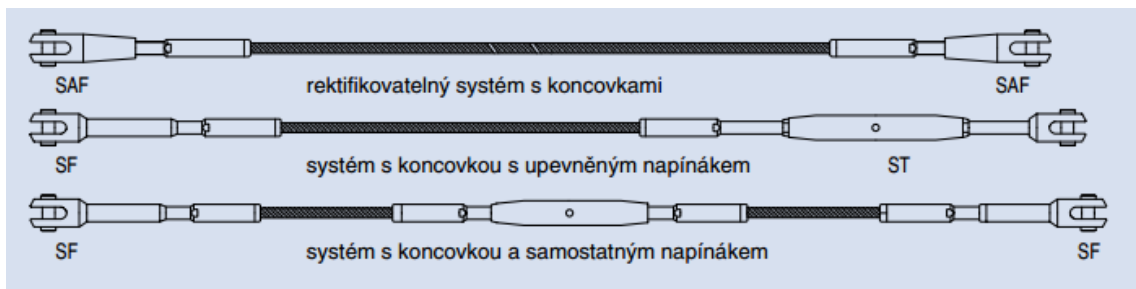 SAF rektifikovatelný systém s koncovkami SAF
SF systém s koncovkou s upevněným napínákem ST
SF systém s koncovkou a samostatným napínákem SF